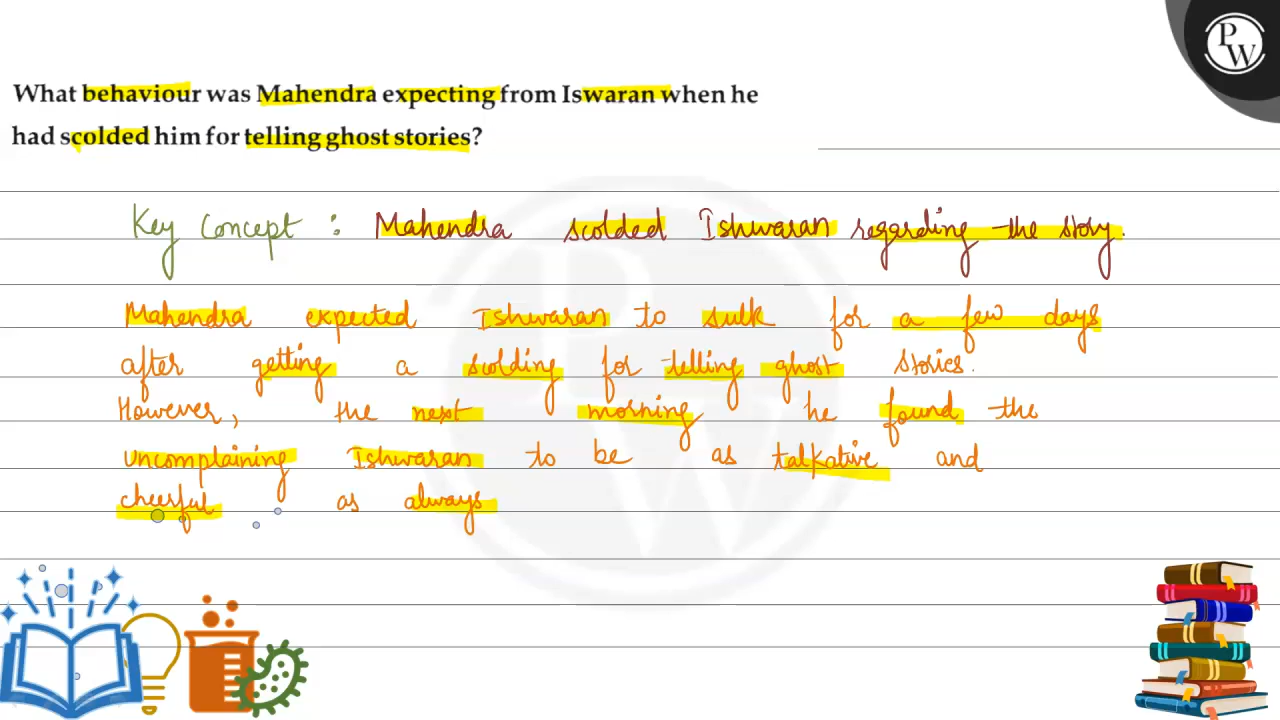 What behaviour was Mahendra expecting from Iswaran when he
had scolded him for telling ghost stories?
PW
Key Concept : Mahendra scolded Ishwaran regarding the story.
Mahendra expected Ishwaran to sulk for a few days
after getting a scolding for telling ghost stories.
However, the next morning he found the
uncomplaining Ishwaran to be as talkative and
cheerful as always